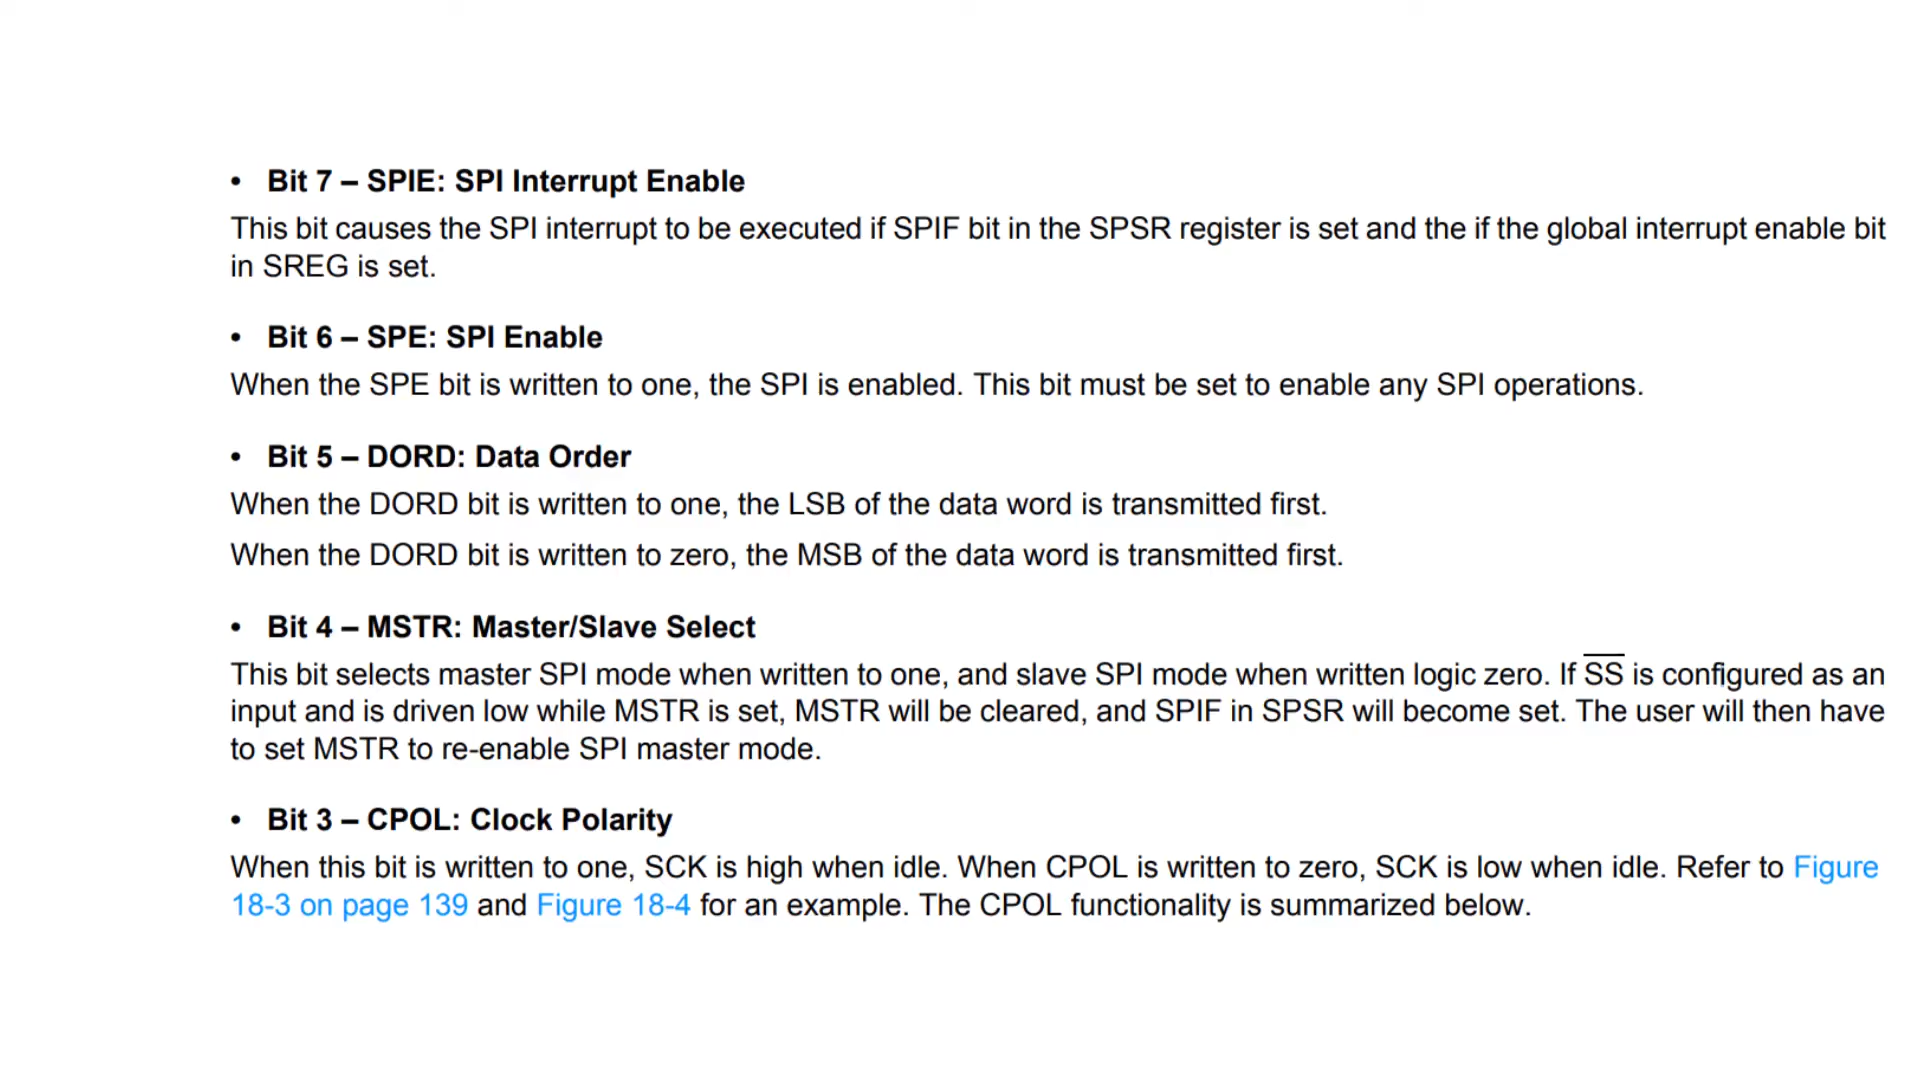 • Bit 7 – SPIE: SPI Interrupt Enable
This bit causes the SPI interrupt to be executed if SPIF bit in the SPSR register is set and the if the global interrupt enable bit
in SREG is set.
• Bit 6 – SPE: SPI Enable
When the SPE bit is written to one, the SPI is enabled. This bit must be set to enable any SPI operations.
• Bit 5 – DORD: Data Order
When the DORD bit is written to one, the LSB of the data word is transmitted first.
When the DORD bit is written to zero, the MSB of the data word is transmitted first.
• Bit 4 – MSTR: Master/Slave Select
This bit selects master SPI mode when written to one, and slave SPI mode when written logic zero. If S̅S̅ is configured as an
input and is driven low while MSTR is set, MSTR will be cleared, and SPIF in SPSR will become set. The user will then have
to set MSTR to re-enable SPI master mode.
• Bit 3 – CPOL: Clock Polarity
When this bit is written to one, SCK is high when idle. When CPOL is written to zero, SCK is low when idle. Refer to Figure
18-3 on page 139 and Figure 18-4 for an example. The CPOL functionality is summarized below.